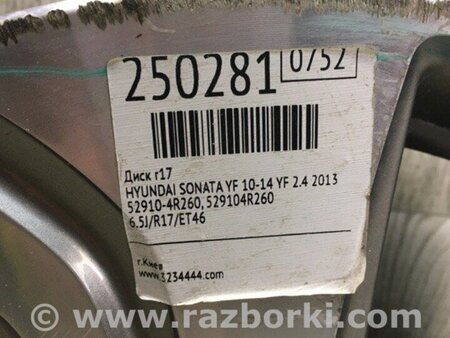 250281
0752
Диск r17
HYUNDAI SONATA YF 10-14 YF 2.4 2013
52910-4R260, 529104R260
6.5J/R17/ET46
г.Киев
www.3234444.com
© www.razborki.com/